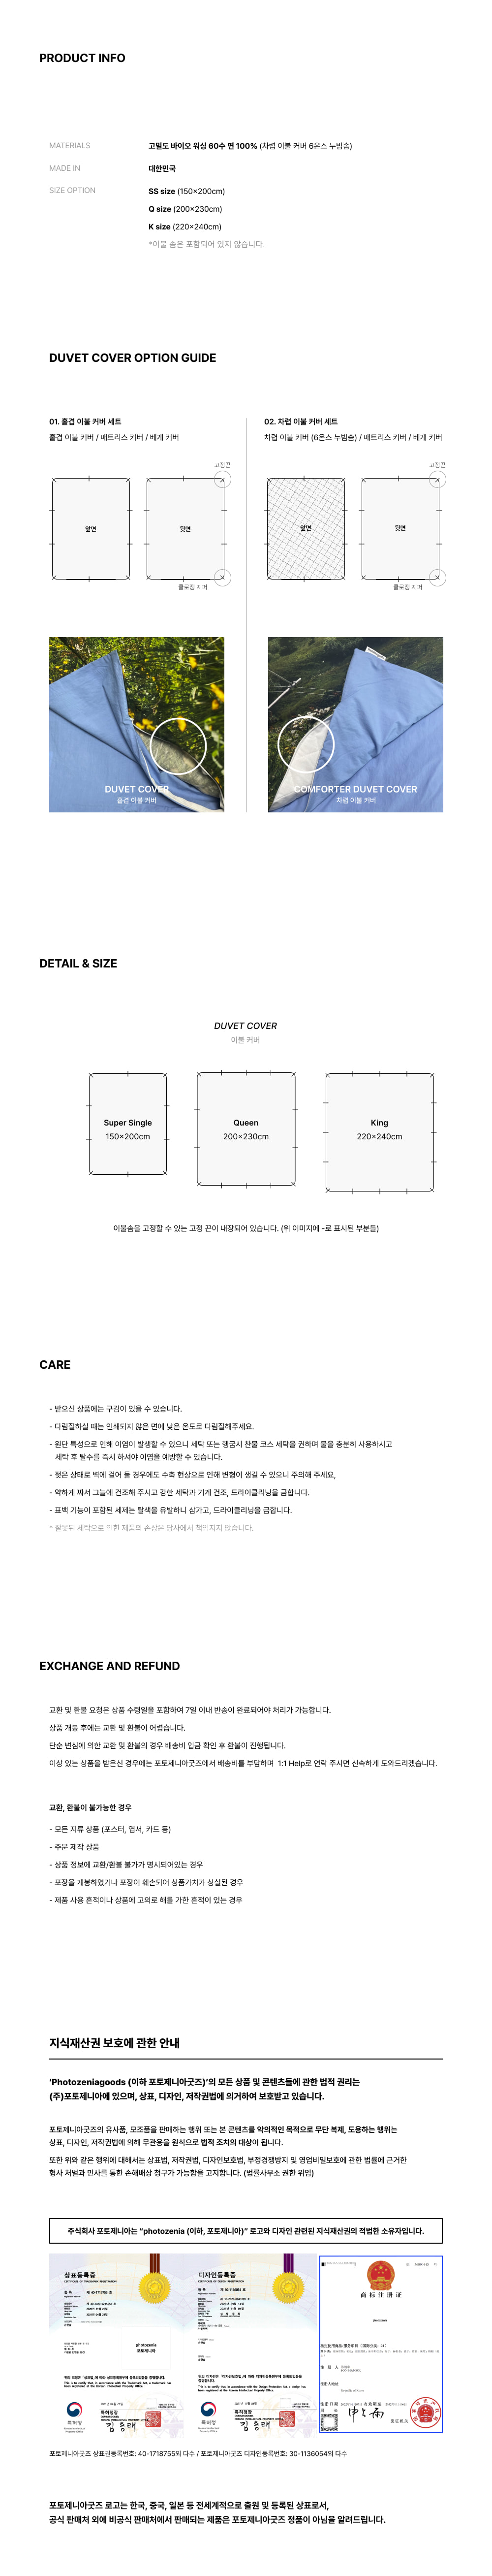 PRODUCT INFO
MATERIALS
고밀도 바이오 워싱 60수 면 100% (차렵 이불 커버 6온스 누빔솜)
MADE IN
대한민국
SIZE OPTION
SS size (150×200cm)
Q size (200×230cm)
K size (220×240cm)
*이불 솜은 포함되어 있지 않습니다.
DUVET COVER OPTION GUIDE
01. 홑겹 이불 커버 세트
홑겹 이불 커버 / 매트리스 커버 / 베개 커버
고정끈
앞면
뒷면
클로징 지퍼
02. 차렵 이불 커버 세트
차렵 이불 커버 (6온스 누빔솜) / 매트리스 커버 / 베개 커버
고정끈
앞면
뒷면
클로징 지퍼
DUVET COVER
홑겹 이불 커버
COMFORTER DUVET COVER
차렵 이불 커버
DETAIL & SIZE
DUVET COVER
이불 커버
Super Single
150×200cm
Queen
200×230cm
King
220×240cm
이불솜을 고정할 수 있는 고정 끈이 내장되어 있습니다. (위 이미지에 -로 표시된 부분들)
CARE
- 받으신 상품에는 구김이 있을 수 있습니다.
- 다림질하실 때는 인쇄되지 않은 면에 낮은 온도로 다림질해주세요.
- 원단 특성으로 인해 이염이 발생할 수 있으니 세탁 또는 헹굼시 찬물 코스 세탁을 권하며 물을 충분히 사용하시고
세탁 후 탈수를 즉시 하셔야 이염을 예방할 수 있습니다.
- 젖은 상태로 벽에 걸어 둘 경우에도 수축 현상으로 인해 변형이 생길 수 있으니 주의해 주세요,
- 약하게 짜서 그늘에 건조해 주시고 강한 세탁과 기계 건조, 드라이클리닝을 금합니다.
- 표백 기능이 포함된 세제는 탈색을 유발하니 삼가고, 드라이클리닝을 금합니다.
* 잘못된 세탁으로 인한 제품의 손상은 당사에서 책임지지 않습니다.
EXCHANGE AND REFUND
교환 및 환불 요청은 상품 수령일을 포함하여 7일 이내 반송이 완료되어야 처리가 가능합니다.
상품 개봉 후에는 교환 및 환불이 어렵습니다.
단순 변심에 의한 교환 및 환불의 경우 배송비 입금 확인 후 환불이 진행됩니다.
이상 있는 상품을 받은신 경우에는 포토제니아굿즈에서 배송비를 부담하며 1:1 Help로 연락 주시면 신속하게 도와드리겠습니다.
교환, 환불이 불가능한 경우
- 모든 지류 상품 (포스터, 엽서, 카드 등)
- 주문 제작 상품
- 상품 정보에 교환/환불 불가가 명시되어있는 경우
- 포장을 개봉하였거나 포장이 훼손되어 상품가치가 상실된 경우
- 제품 사용 흔적이나 상품에 고의로 해를 가한 흔적이 있는 경우
지식재산권 보호에 관한 안내
‘Photozeniagoods (이하 포토제니아굿즈)’의 모든 상품 및 콘텐츠들에 관한 법적 권리는
(주)포토제니아에 있으며, 상표, 디자인, 저작권법에 의거하여 보호받고 있습니다.
포토제니아굿즈의 유사품, 모조품을 판매하는 행위 또는 본 콘텐츠를 악의적인 목적으로 무단 복제, 도용하는 행위는
상표, 디자인, 저작권법에 의해 무관용을 원칙으로 법적 조치의 대상이 됩니다.
또한 위와 같은 행위에 대해서는 상표법, 저작권법, 디자인보호법, 부정경쟁방지 및 영업비밀보호에 관한 법률에 근거한
형사 처벌과 민사를 통한 손해배상 청구가 가능함을 고지합니다. (법률사무소 권한 위임)
주식회사 포토제니아는 “photozenia (이하, 포토제니아)” 로고와 디자인 관련된 지식재산권의 적법한 소유자입니다.
상표등록증
photozenia
포토제니아
특허청
특허청장
디자인등록증
특허청
특허청장
商标注册证
photozenia
포토제니아굿즈 상표권등록번호: 40-1718755외 다수 / 포토제니아굿즈 디자인등록번호: 30-1136054외 다수
포토제니아굿즈 로고는 한국, 중국, 일본 등 전세계적으로 출원 및 등록된 상표로서,
공식 판매처 외에 비공식 판매처에서 판매되는 제품은 포토제니아굿즈 정품이 아님을 알려드립니다.